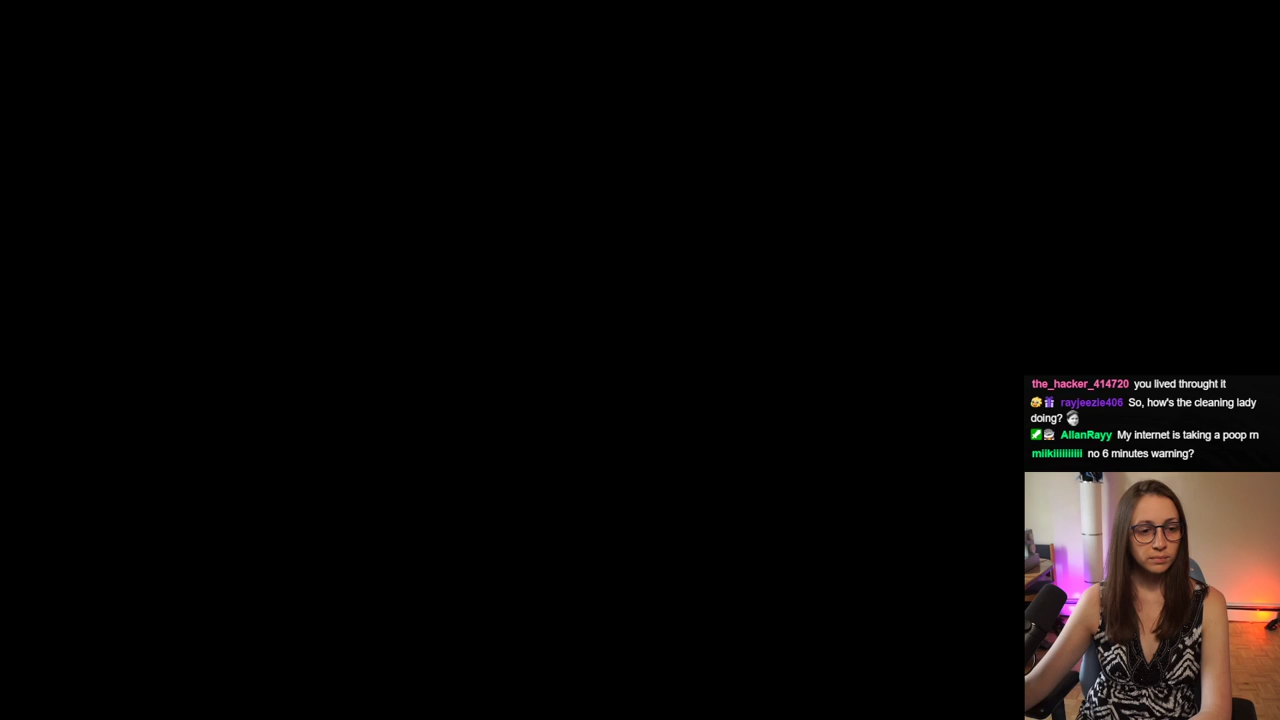 the_hacker_414720 you lived throught it
rayjeezie406 So, how's the cleaning lady
doing?
AllanRayy My internet is taking a poop rn
miikiiiiiiiiii no 6 minutes warning?